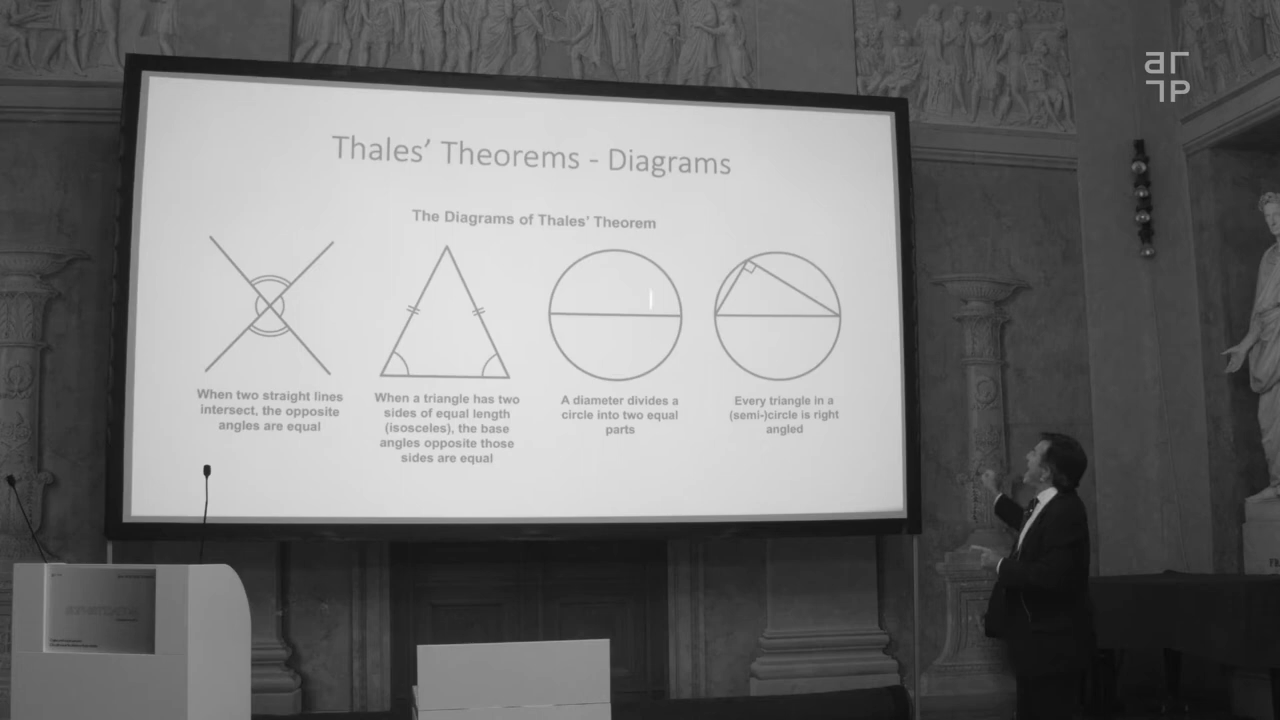 Thales’ Theorems - Diagrams
The Diagrams of Thales’ Theorem
When two straight lines
intersect, the opposite
angles are equal
When a triangle has two
sides of equal length
(isosceles), the base
angles opposite those
sides are equal
A diameter divides a
circle into two equal
parts
Every triangle in a
(semi-)circle is right
angled